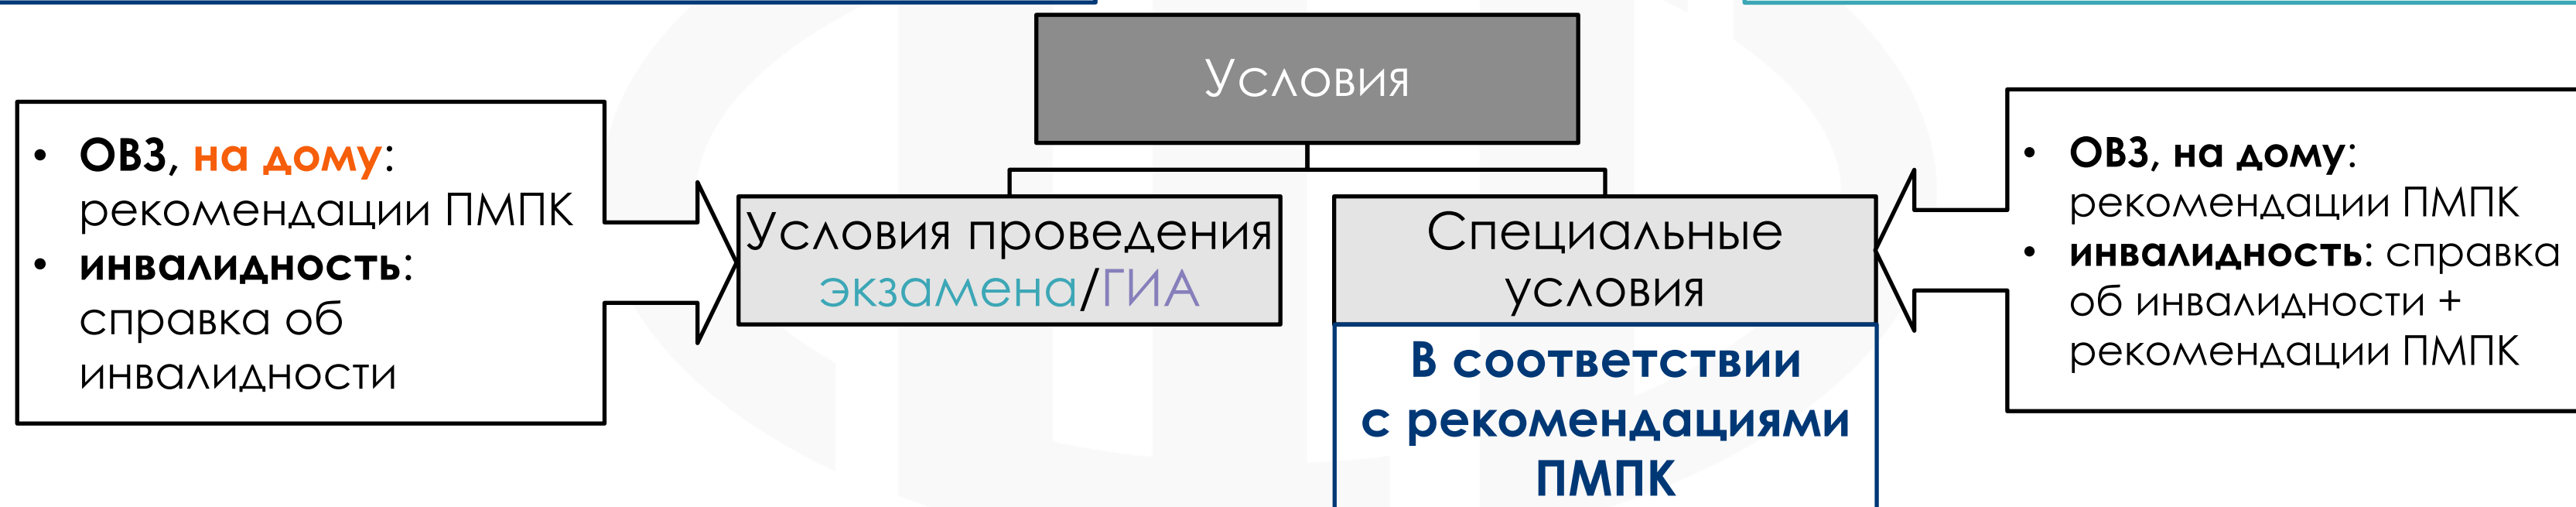 Условия
• ОВЗ, на дому:
рекомендации ПМПК
• инвалидность:
справка об
инвалидности
Условия проведения
экзамена/ГИА
Специальные
условия
В соответствии
с рекомендациями
ПМПК
• ОВЗ, на дому:
рекомендации ПМПК
• инвалидность: справка
об инвалидности +
рекомендации ПМПК